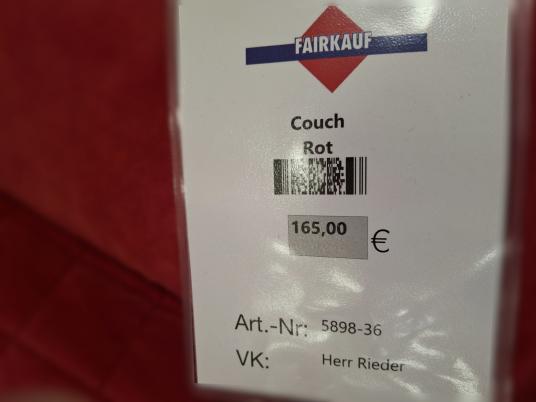 FAIRKAUF
Couch
Rot
165,00 €
Art.-Nr: 5898-36
VK: Herr Rieder